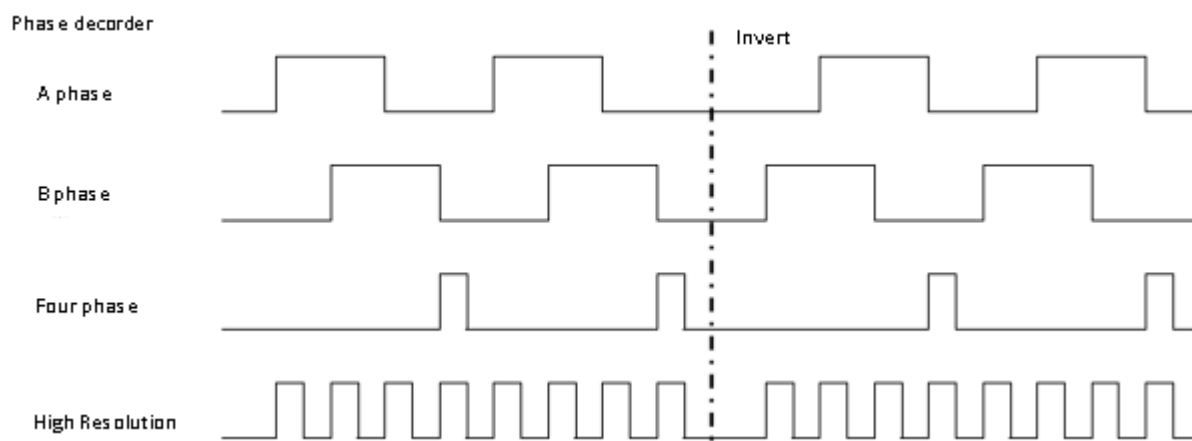 Phase decorder
Invert
A phase
B phase
Four phase
High Resolution